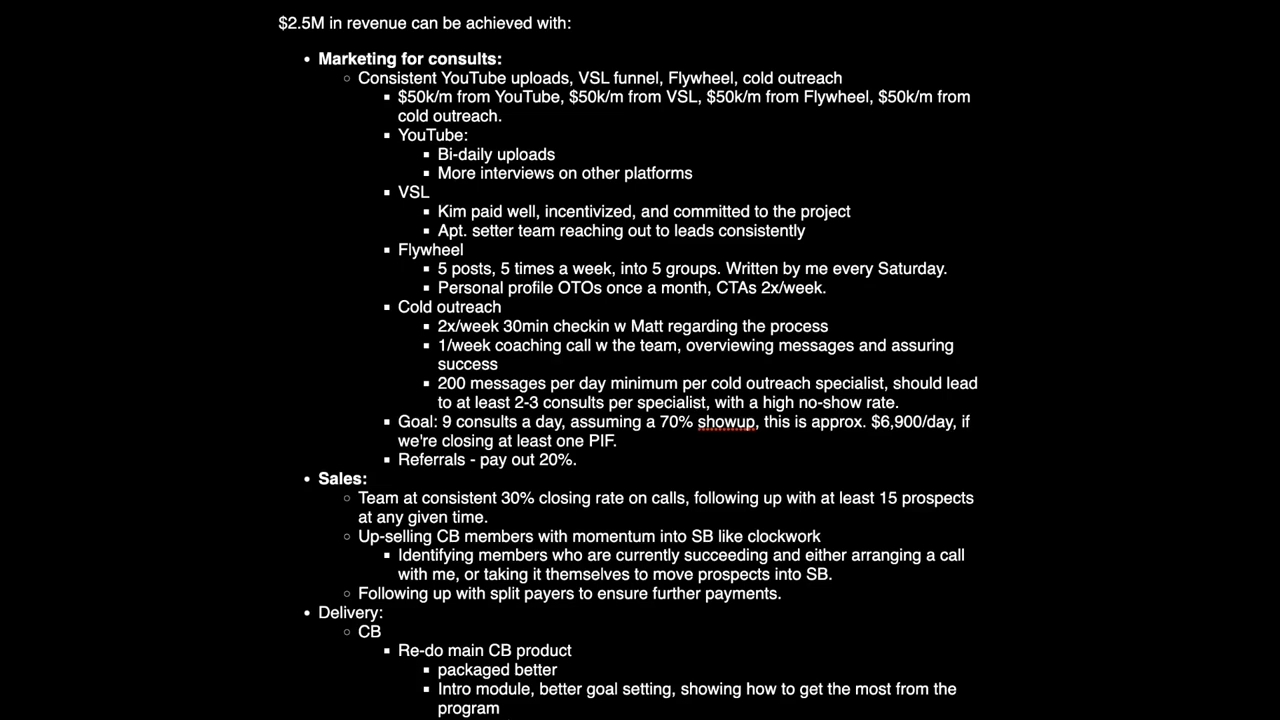 $2.5M in revenue can be achieved with:
• Marketing for consults:
○ Consistent YouTube uploads, VSL funnel, Flywheel, cold outreach
▪ $50k/m from YouTube, $50k/m from VSL, $50k/m from Flywheel, $50k/m from
cold outreach.
▪ YouTube:
▪ Bi-daily uploads
▪ More interviews on other platforms
▪ VSL
▪ Kim paid well, incentivized, and committed to the project
▪ Apt. setter team reaching out to leads consistently
▪ Flywheel
▪ 5 posts, 5 times a week, into 5 groups. Written by me every Saturday.
▪ Personal profile OTOs once a month, CTAs 2x/week.
▪ Cold outreach
▪ 2x/week 30min checkin w Matt regarding the process
▪ 1/week coaching call w the team, overviewing messages and assuring
success
▪ 200 messages per day minimum per cold outreach specialist, should lead
to at least 2-3 consults per specialist, with a high no-show rate.
▪ Goal: 9 consults a day, assuming a 70% showup, this is approx. $6,900/day, if
we're closing at least one PIF.
▪ Referrals - pay out 20%.
• Sales:
○ Team at consistent 30% closing rate on calls, following up with at least 15 prospects
at any given time.
○ Up-selling CB members with momentum into SB like clockwork
▪ Identifying members who are currently succeeding and either arranging a call
with me, or taking it themselves to move prospects into SB.
○ Following up with split payers to ensure further payments.
• Delivery:
○ CB
▪ Re-do main CB product
▪ packaged better
▪ Intro module, better goal setting, showing how to get the most from the
program